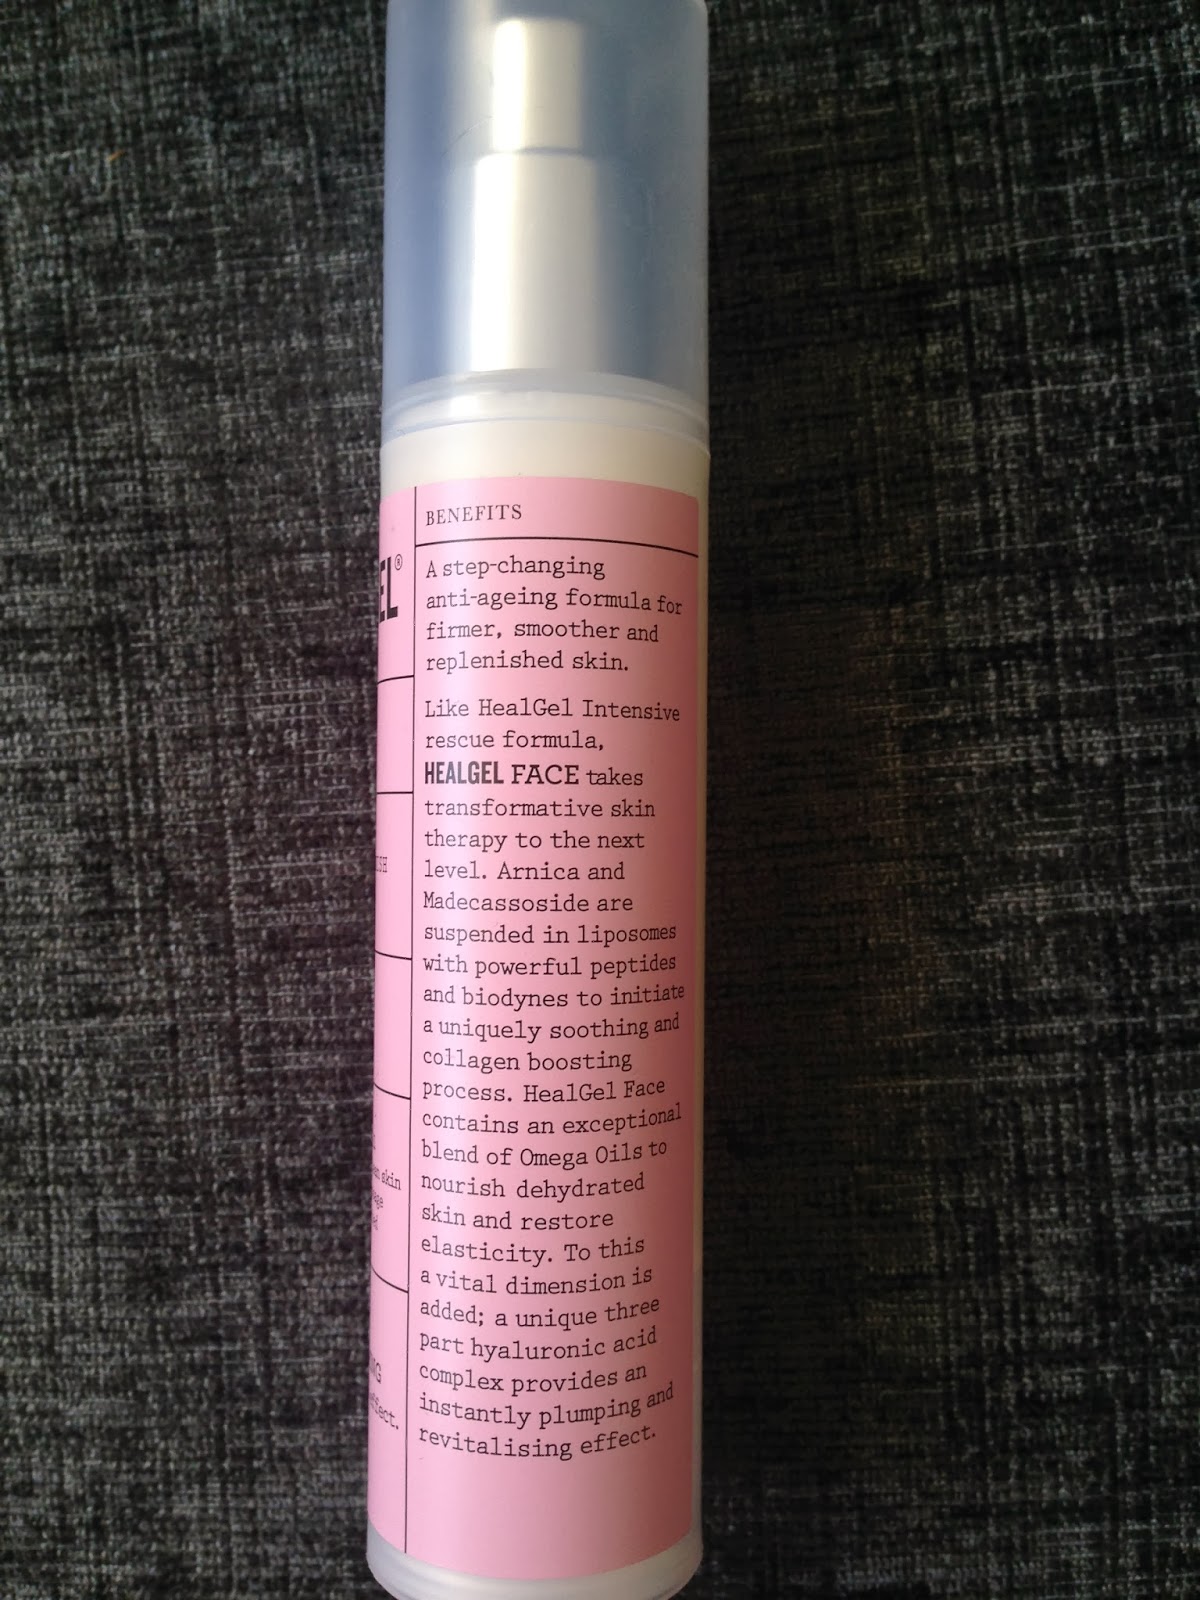 EL®
BENEFITS
A step-changing
anti-ageing formula for
firmer, smoother and
replenished skin.
Like HealGel Intensive
rescue formula,
HEALGEL FACE takes
transformative skin
therapy to the next
level. Arnica and
Madecassoside are
suspended in liposomes
with powerful peptides
and biodynes to initiate
a uniquely soothing and
collagen boosting
process. HealGel Face
contains an exceptional
blend of Omega Oils to
nourish dehydrated
skin and restore
elasticity. To this
a vital dimension is
added; a unique three
part hyaluronic acid
complex provides an
instantly plumping and
revitalising effect.
skin